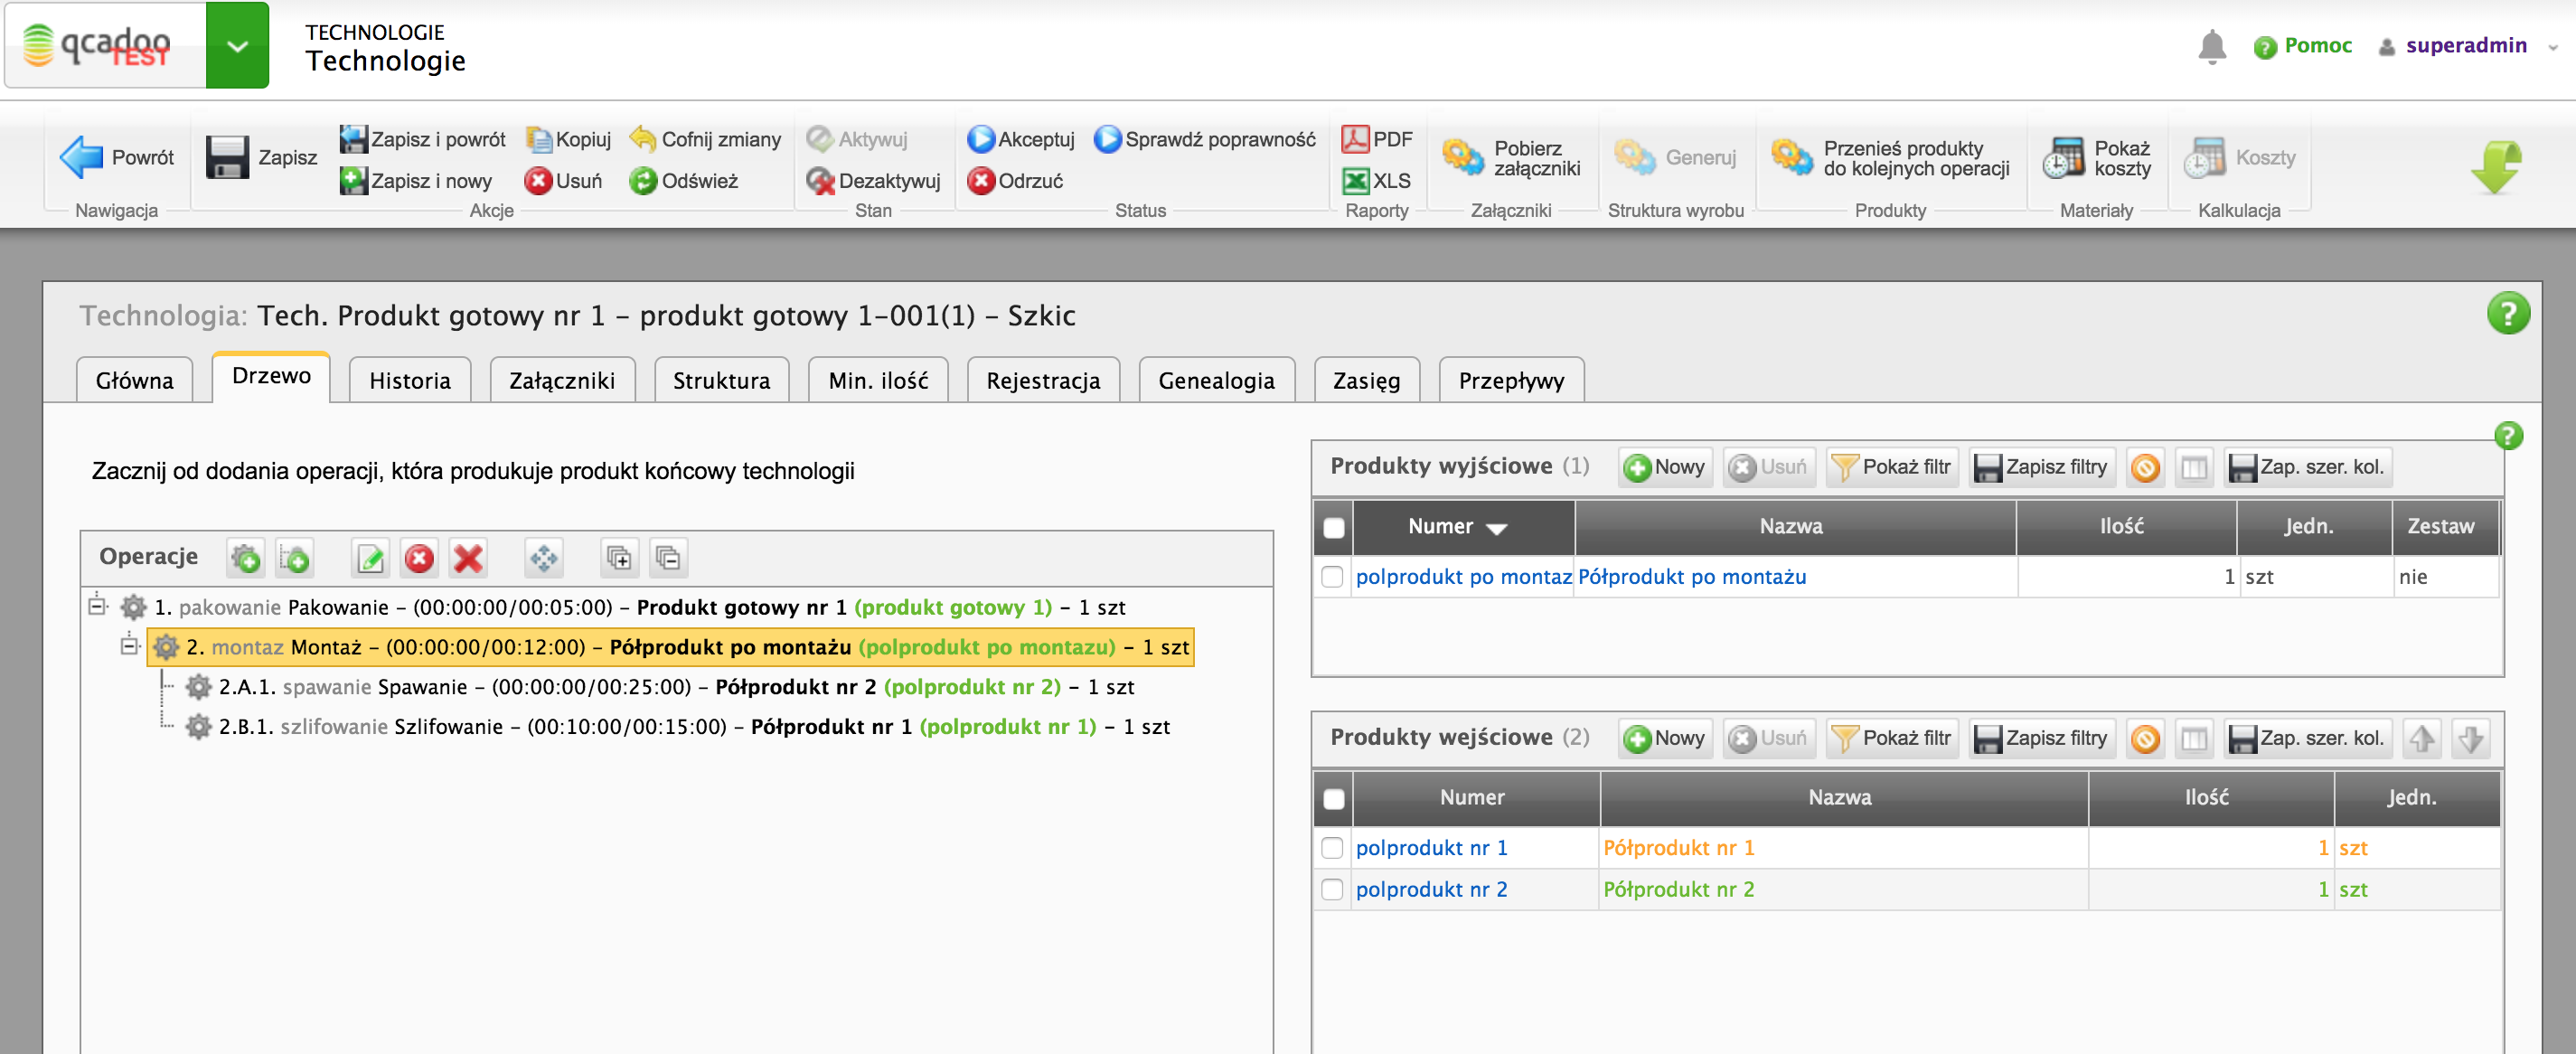 qcadoo
TEST
TECHNOLOGIE
Technologie
Pomoc
superadmin
Powrót
Nawigacja
Zapisz
Zapisz i powrót
Kopiuj
Cofnij zmiany
Zapisz i nowy
Usuń
Odśwież
Akcje
Aktywuj
Dezaktywuj
Stan
Akceptuj
Sprawdź poprawność
Odrzuć
Status
PDF
XLS
Raporty
Pobierz
załączniki
Załączniki
Generuj
Struktura wyrobu
Przenieś produkty
do kolejnych operacji
Produkty
Pokaż
koszty
Materiały
Koszty
Kalkulacja
Technologia: Tech. Produkt gotowy nr 1 – produkt gotowy 1-001(1) – Szkic
Główna
Drzewo
Historia
Załączniki
Struktura
Min. ilość
Rejestracja
Genealogia
Zasięg
Przepływy
Zacznij od dodania operacji, która produkuje produkt końcowy technologii
Operacje
1. pakowanie Pakowanie – (00:00:00/00:05:00) – Produkt gotowy nr 1 (produkt gotowy 1) – 1 szt
2. montaz Montaż – (00:00:00/00:12:00) – Półprodukt po montażu (polprodukt po montazu) – 1 szt
2.A.1. spawanie Spawanie – (00:00:00/00:25:00) – Półprodukt nr 2 (polprodukt nr 2) – 1 szt
2.B.1. szlifowanie Szlifowanie – (00:10:00/00:15:00) – Półprodukt nr 1 (polprodukt nr 1) – 1 szt
Produkty wyjściowe (1) Nowy Usuń Pokaż filtr Zapisz filtry Zap. szer. kol.
Numer Nazwa Ilość Jedn. Zestaw
polprodukt po montaz Półprodukt po montażu 1 szt nie
Produkty wejściowe (2) Nowy Usuń Pokaż filtr Zapisz filtry Zap. szer. kol.
Numer Nazwa Ilość Jedn.
polprodukt nr 1 Półprodukt nr 1 1 szt
polprodukt nr 2 Półprodukt nr 2 1 szt